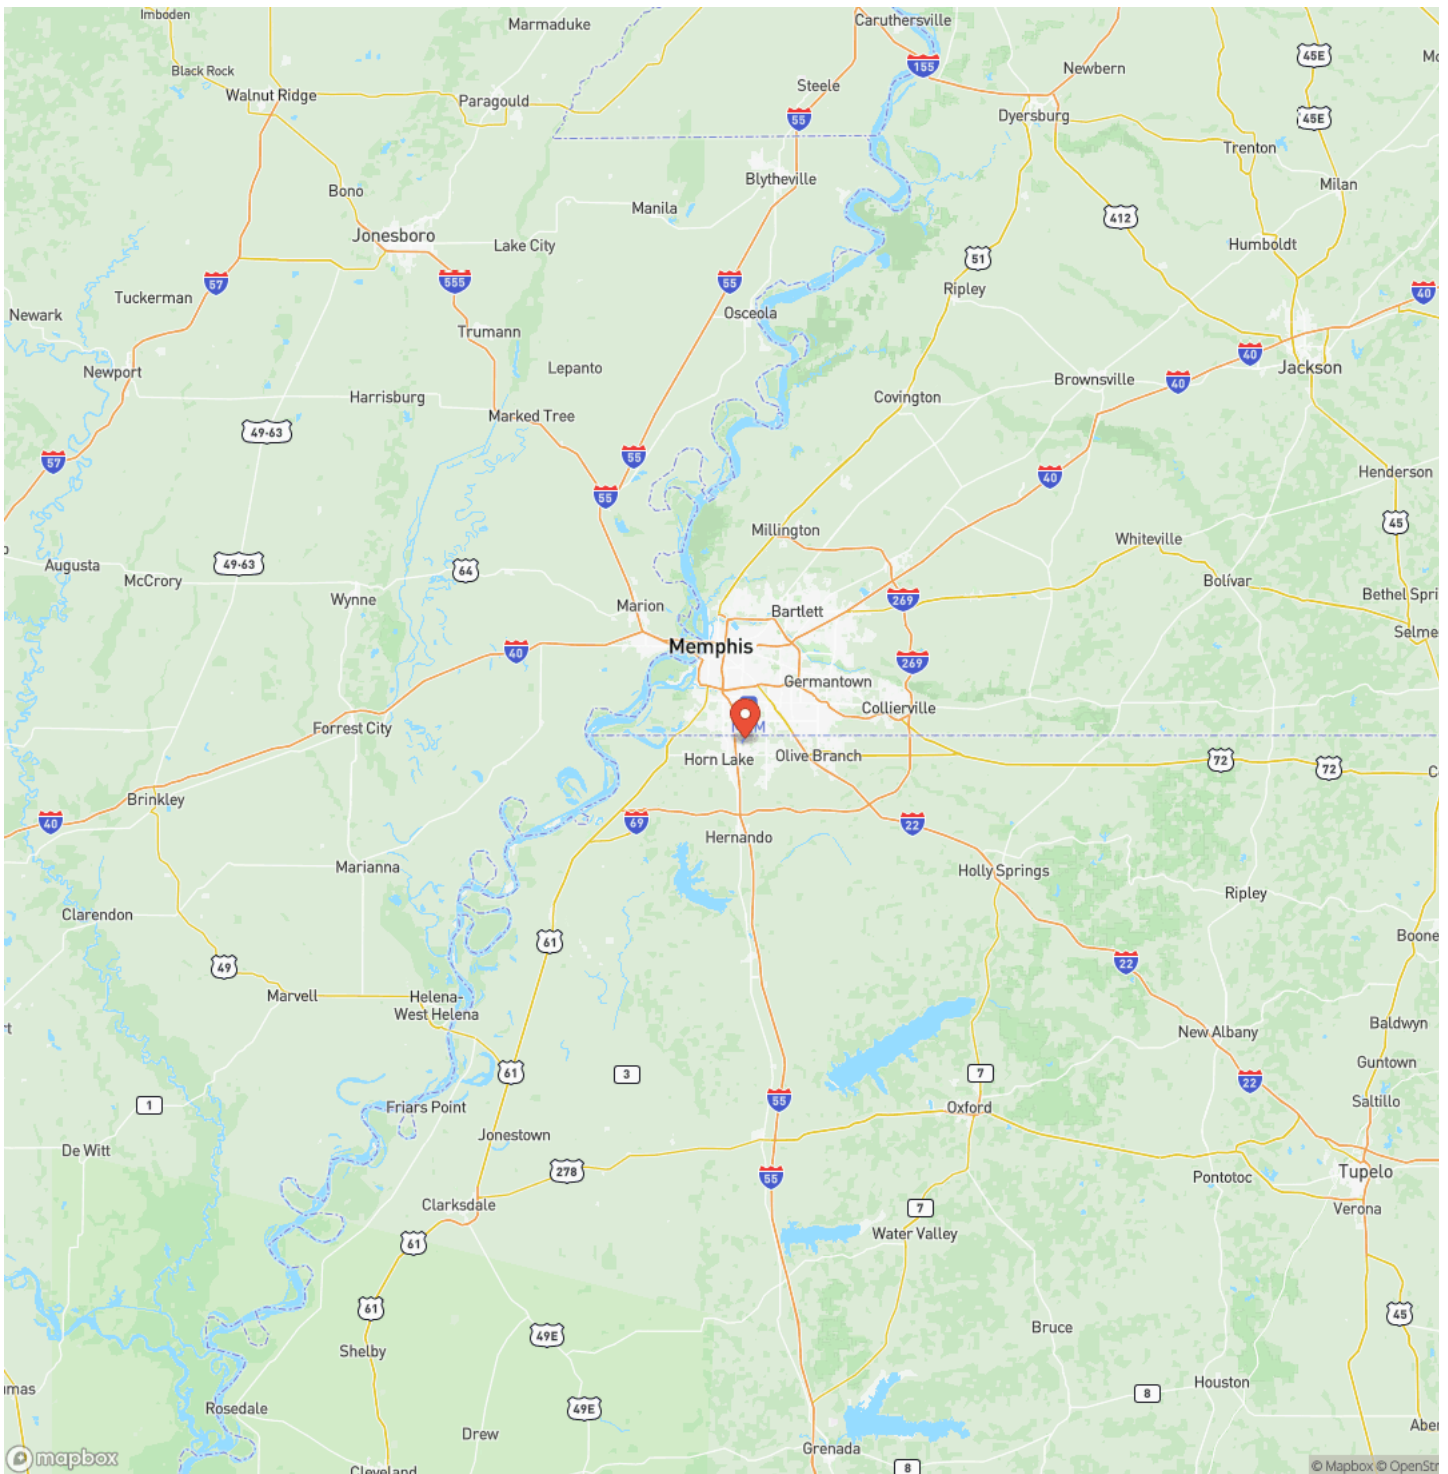 Imboden
Marmaduke
Caruthersville
155
45E
Black Rock
Newbern
Steele
Walnut Ridge
Paragould
55
Dyersburg
45E
Trenton
Blytheville
Milan
Bono
Manila
412
Jonesboro
Lake City
Humboldt
51
57
555
55
Ripley
40
Tuckerman
Newark
Osceola
Trumann
40
Newport
Lepanto
Brownsville
40
Jackson
Harrisburg
Covington
Marked Tree
49-63
57
55
Henderson
40
55
45
Millington
Whiteville
49-63
Augusta
McCrory
64
Bolívar
Wynne
Marion
Bartlett
269
Bethel Spri
Selme
Memphis
40
269
Germantown
Collierville
Forrest City
Horn Lake
Olive Branch
72
72
Brinkley
40
69
22
Hernando
Marianna
Holly Springs
Ripley
Clarendon
61
Boone
49
22
Marvell
Helena-
West Helena
Baldwyn
New Albany
Guntown
61
3
7
22
1
Friars Point
55
Oxford
Saltillo
Jonestown
De Witt
278
55
Pontotoc
Tupelo
Clarksdale
7
Verona
61
Water Valley
61
45
49E
Bruce
Shelby
Houston
8
Rosedale
49E
Aber
Drew
Grenada
mapbox
8
Cleveland
© Mapbox © OpenStr